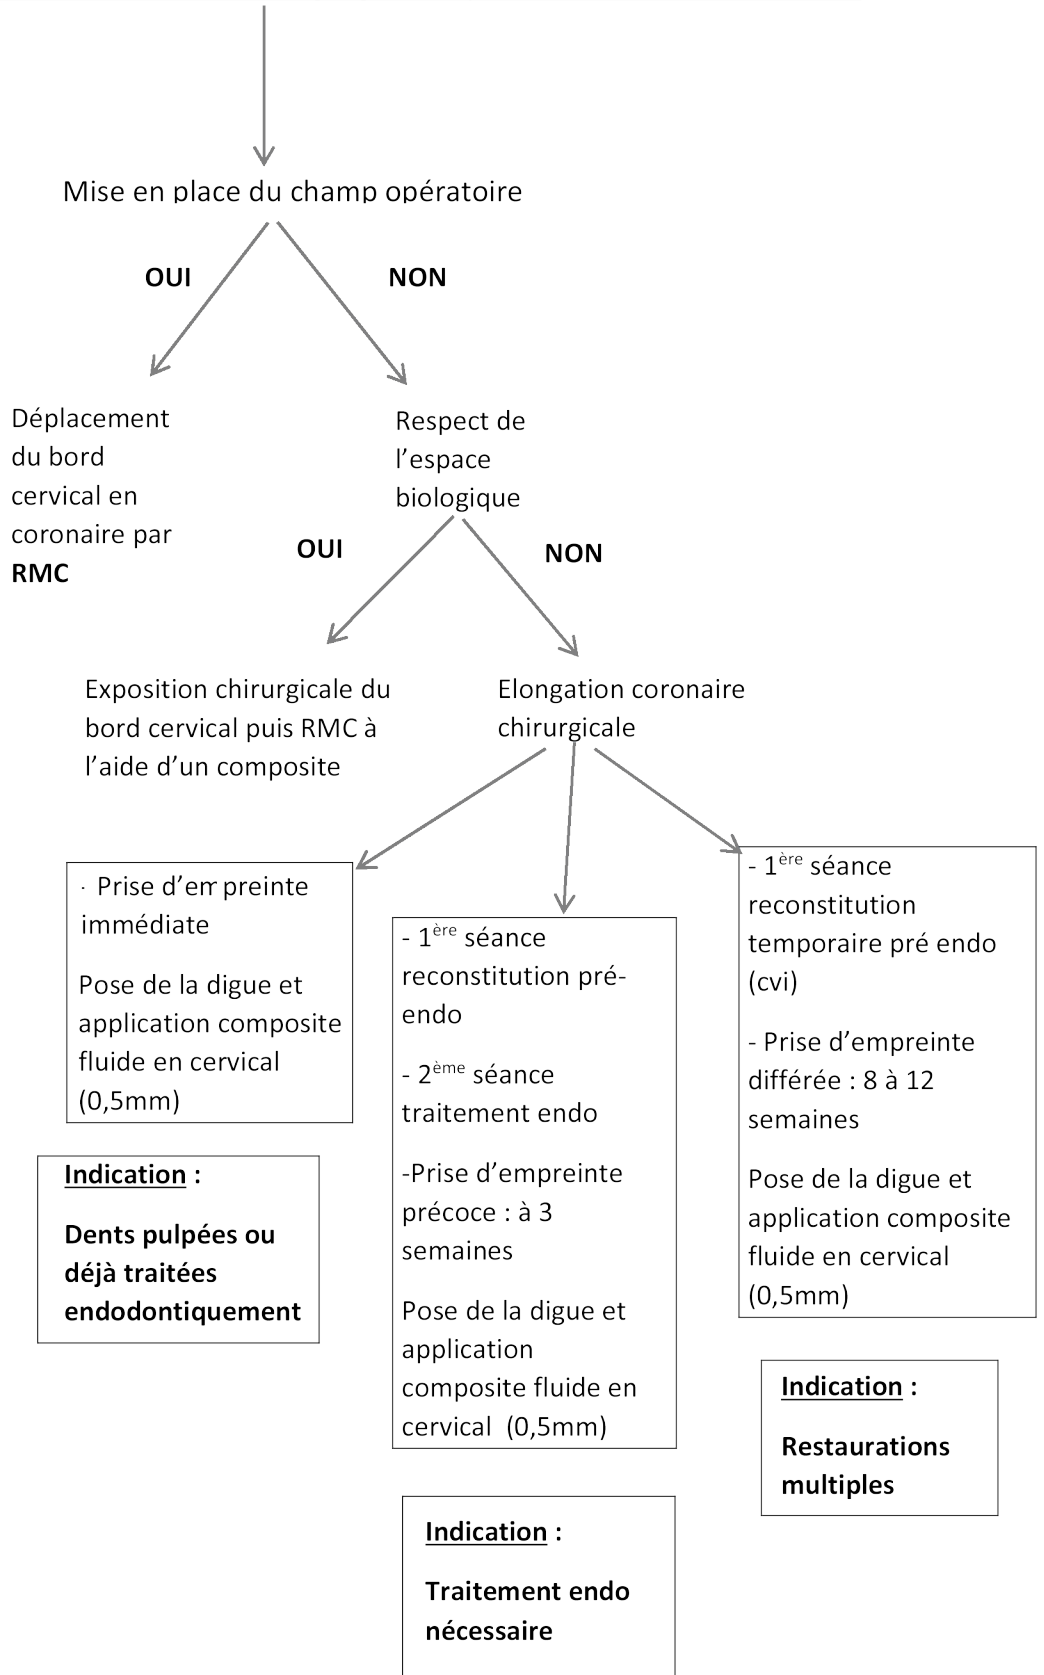 Mise en place du champ opératoire
OUI
NON
Déplacement
du bord
cervical en
coronaire par
RMC
Respect de
l’espace
biologique
OUI
NON
Exposition chirurgicale du
bord cervical puis RMC à
l’aide d’un composite
Elongation coronaire
chirurgicale
· Prise d’empreinte
immédiate
Pose de la digue et
application composite
fluide en cervical
(0,5mm)
Indication :
Dents pulpées ou
déjà traitées
endodontiquement
- 1ère séance
reconstitution pré-
endo
- 2ème séance
traitement endo
-Prise d’empreinte
précoce : à 3
semaines
Pose de la digue et
application
composite fluide en
cervical (0,5mm)
Indication :
Traitement endo
nécessaire
- 1ère séance
reconstitution
temporaire pré endo
(cvi)
- Prise d’empreinte
différée : 8 à 12
semaines
Pose de la digue et
application composite
fluide en cervical
(0,5mm)
Indication :
Restaurations
multiples